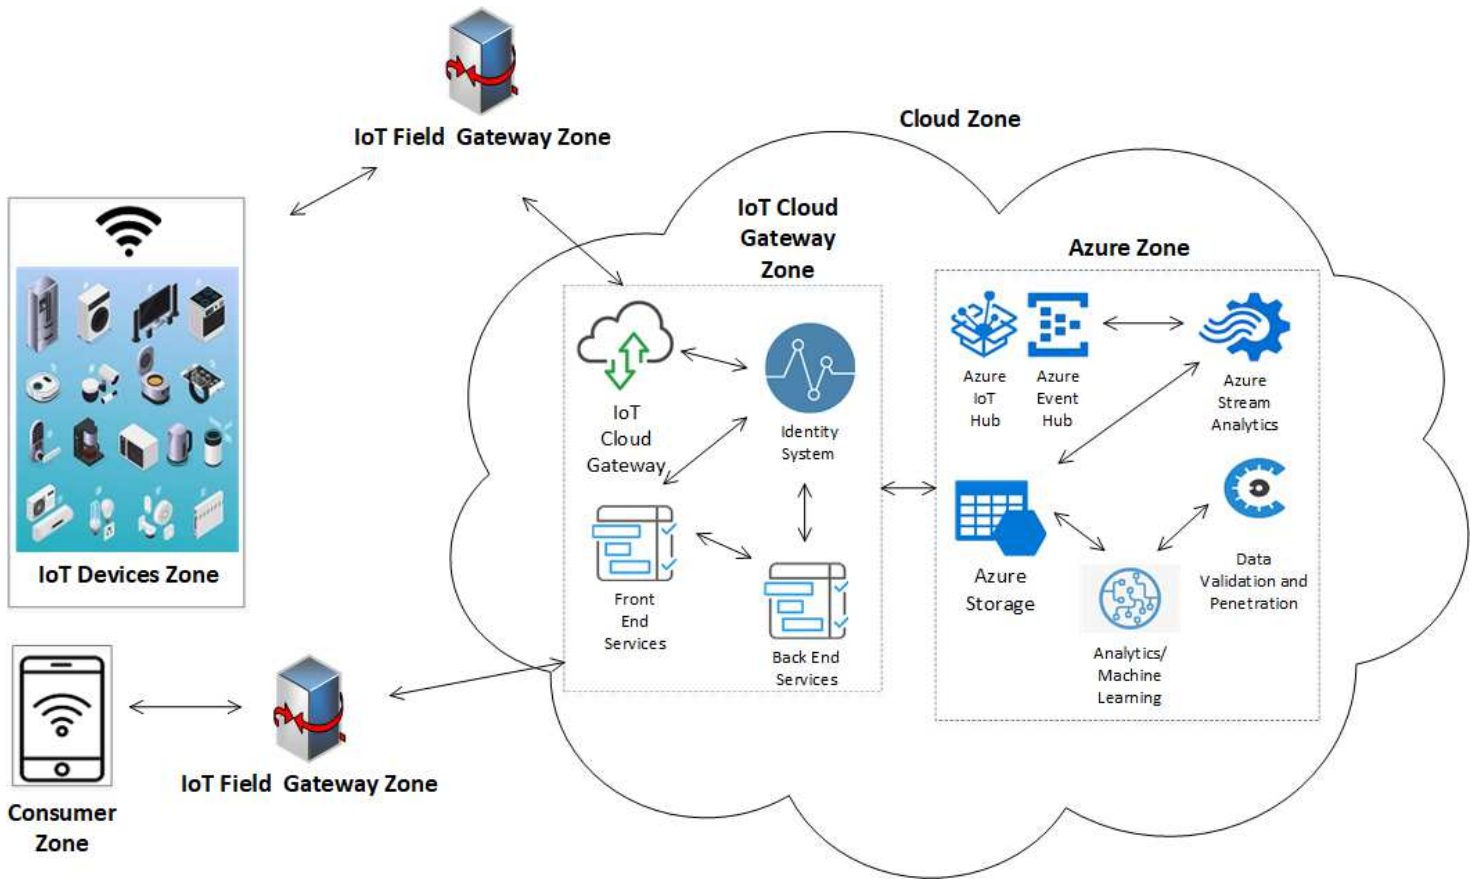 IoT Field Gateway Zone
Cloud Zone
IoT Devices Zone
IoT Cloud
Gateway
Zone
IoT
Cloud
Gateway
Identity
System
Front
End
Services
Back End
Services
Azure Zone
Azure
IoT
Hub
Azure
Event
Hub
Azure
Stream
Analytics
Azure
Storage
Data
Validation and
Penetration
Analytics/
Machine
Learning
Consumer
Zone
IoT Field Gateway Zone